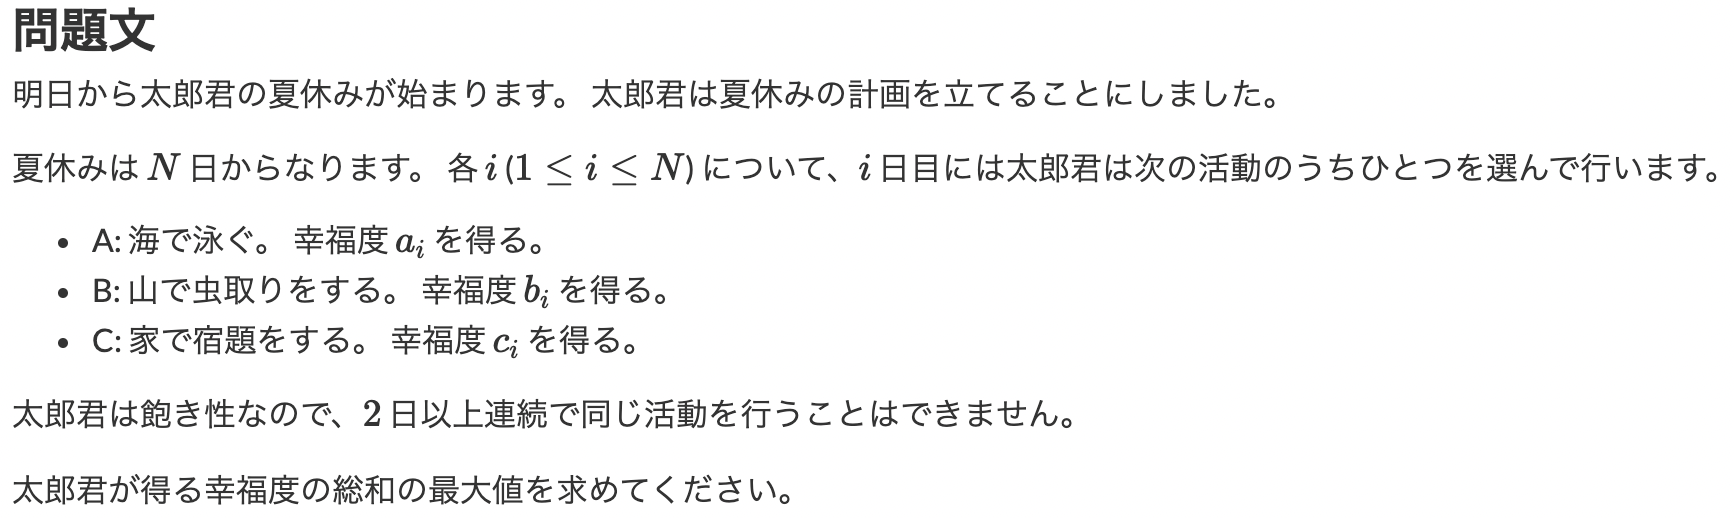 問題文
明日から太郎君の夏休みが始まります。 太郎君は夏休みの計画を立てることにしました。
夏休みは N 日からなります。 各 i (1 ≤ i ≤ N) について、i 日目には太郎君は次の活動のうちひとつを選んで行います。
• A: 海で泳ぐ。 幸福度 a_i を得る。
• B: 山で虫取りをする。 幸福度 b_i を得る。
• C: 家で宿題をする。 幸福度 c_i を得る。
太郎君は飽き性なので、2 日以上連続で同じ活動を行うことはできません。
太郎君が得る幸福度の総和の最大値を求めてください。